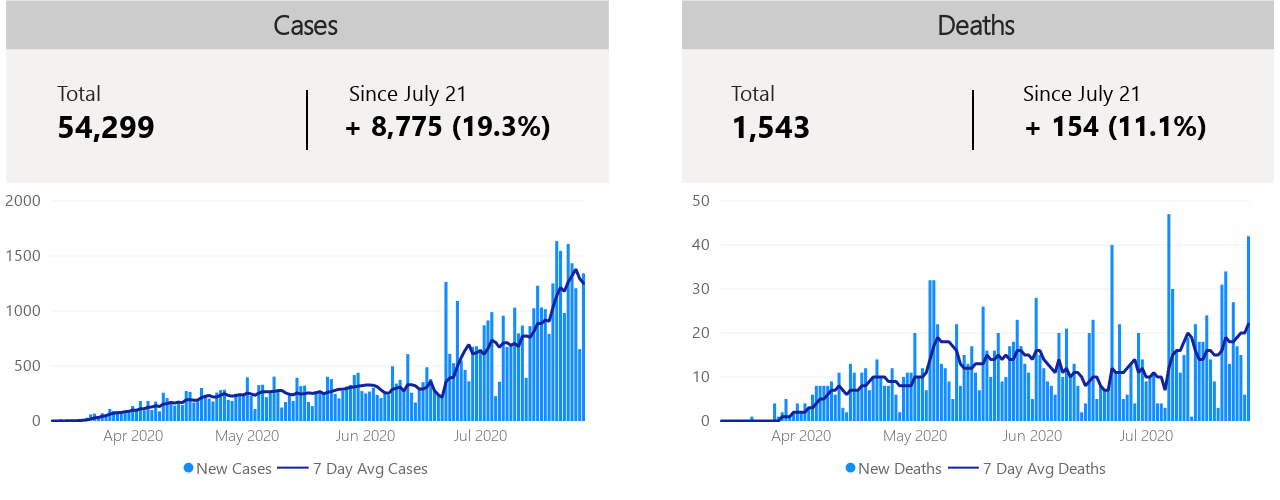 Cases
Total
54,299
Since July 21
+ 8,775 (19.3%)
2000
1500
1000
500
0
Apr 2020 May 2020 Jun 2020 Jul 2020
New Cases 7 Day Avg Cases
Deaths
Total
1,543
Since July 21
+ 154 (11.1%)
50
40
30
20
10
0
Apr 2020 May 2020 Jun 2020 Jul 2020
New Deaths 7 Day Avg Deaths